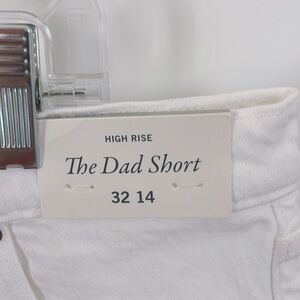 HIGH RISE
The Dad Short
32 14